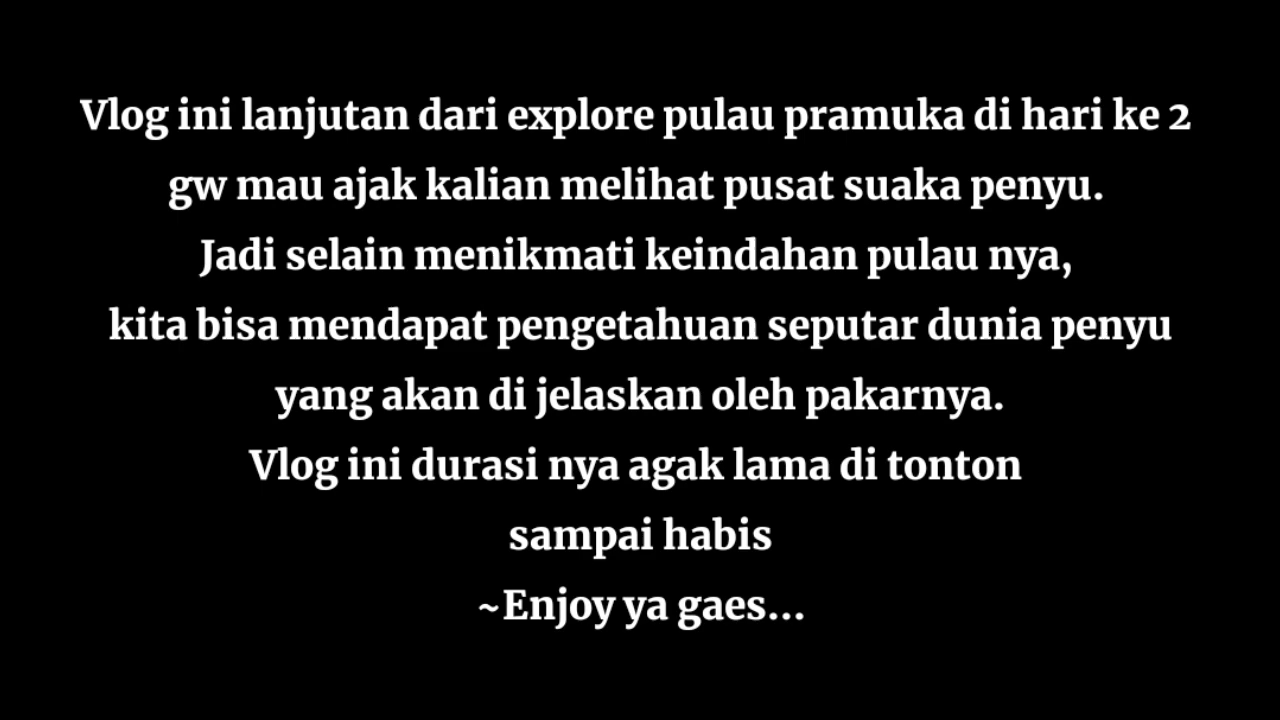 Vlog ini lanjutan dari explore pulau pramuka di hari ke 2
gw mau ajak kalian melihat pusat suaka penyu.
Jadi selain menikmati keindahan pulau nya,
kita bisa mendapat pengetahuan seputar dunia penyu
yang akan di jelaskan oleh pakarnya.
Vlog ini durasi nya agak lama di tonton
sampai habis
~Enjoy ya gaes...